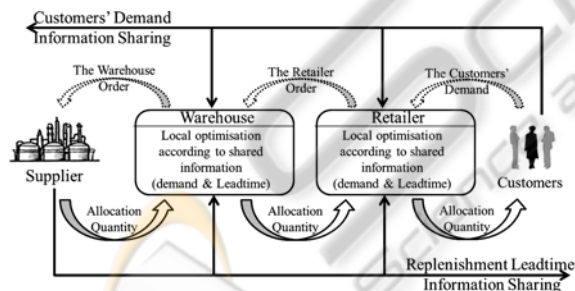 Customers' Demand
Information Sharing
The Warehouse
Order
The Retailer
Order
The Customers'
Demand
Warehouse
Local optimisation
according to shared
information
(demand & Leadtime)
Retailer
Local optimisation
according to shared
information
(demand & Leadtime)
Supplier
Customers
Allocation
Quantity
Allocation
Quantity
Allocation
Quantity
Replenishment Leadtime
Information Sharing